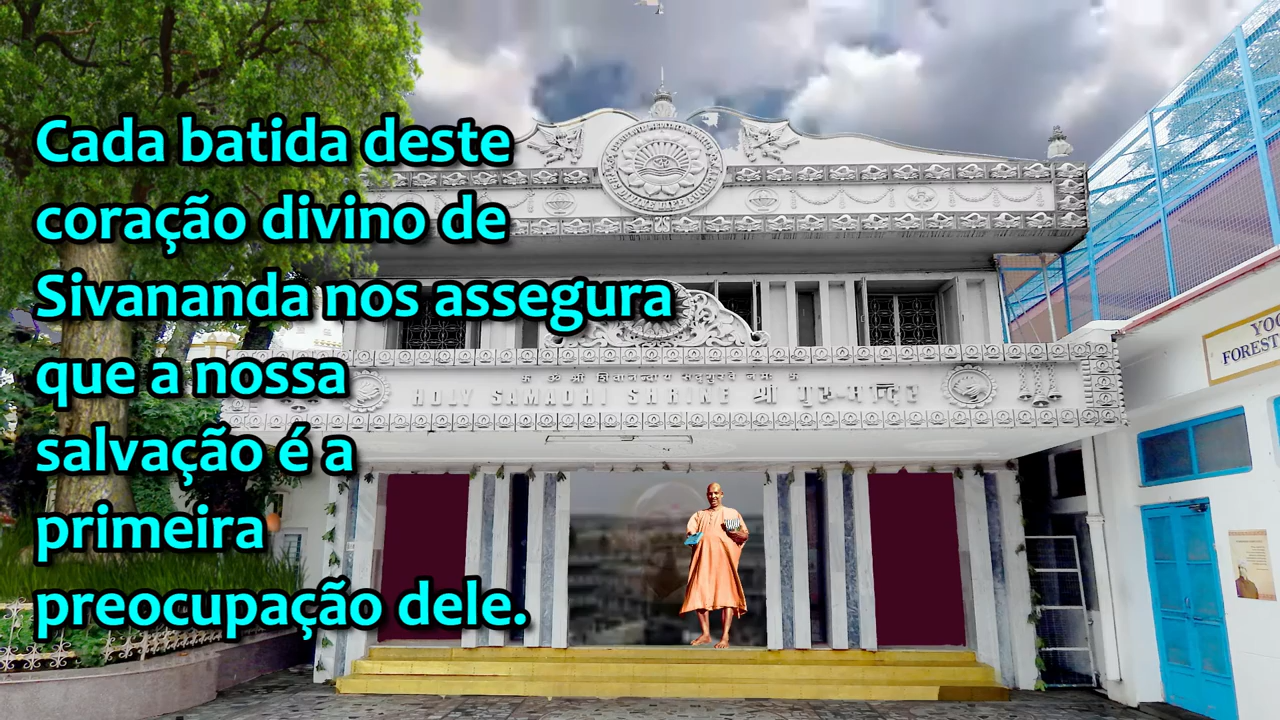 Cada batida deste
coração divino de
Sivananda nos assegura
que a nossa
salvação é a
primeira
preocupação dele.
HOLY SAMADHI SHRINE
YO
FOREST